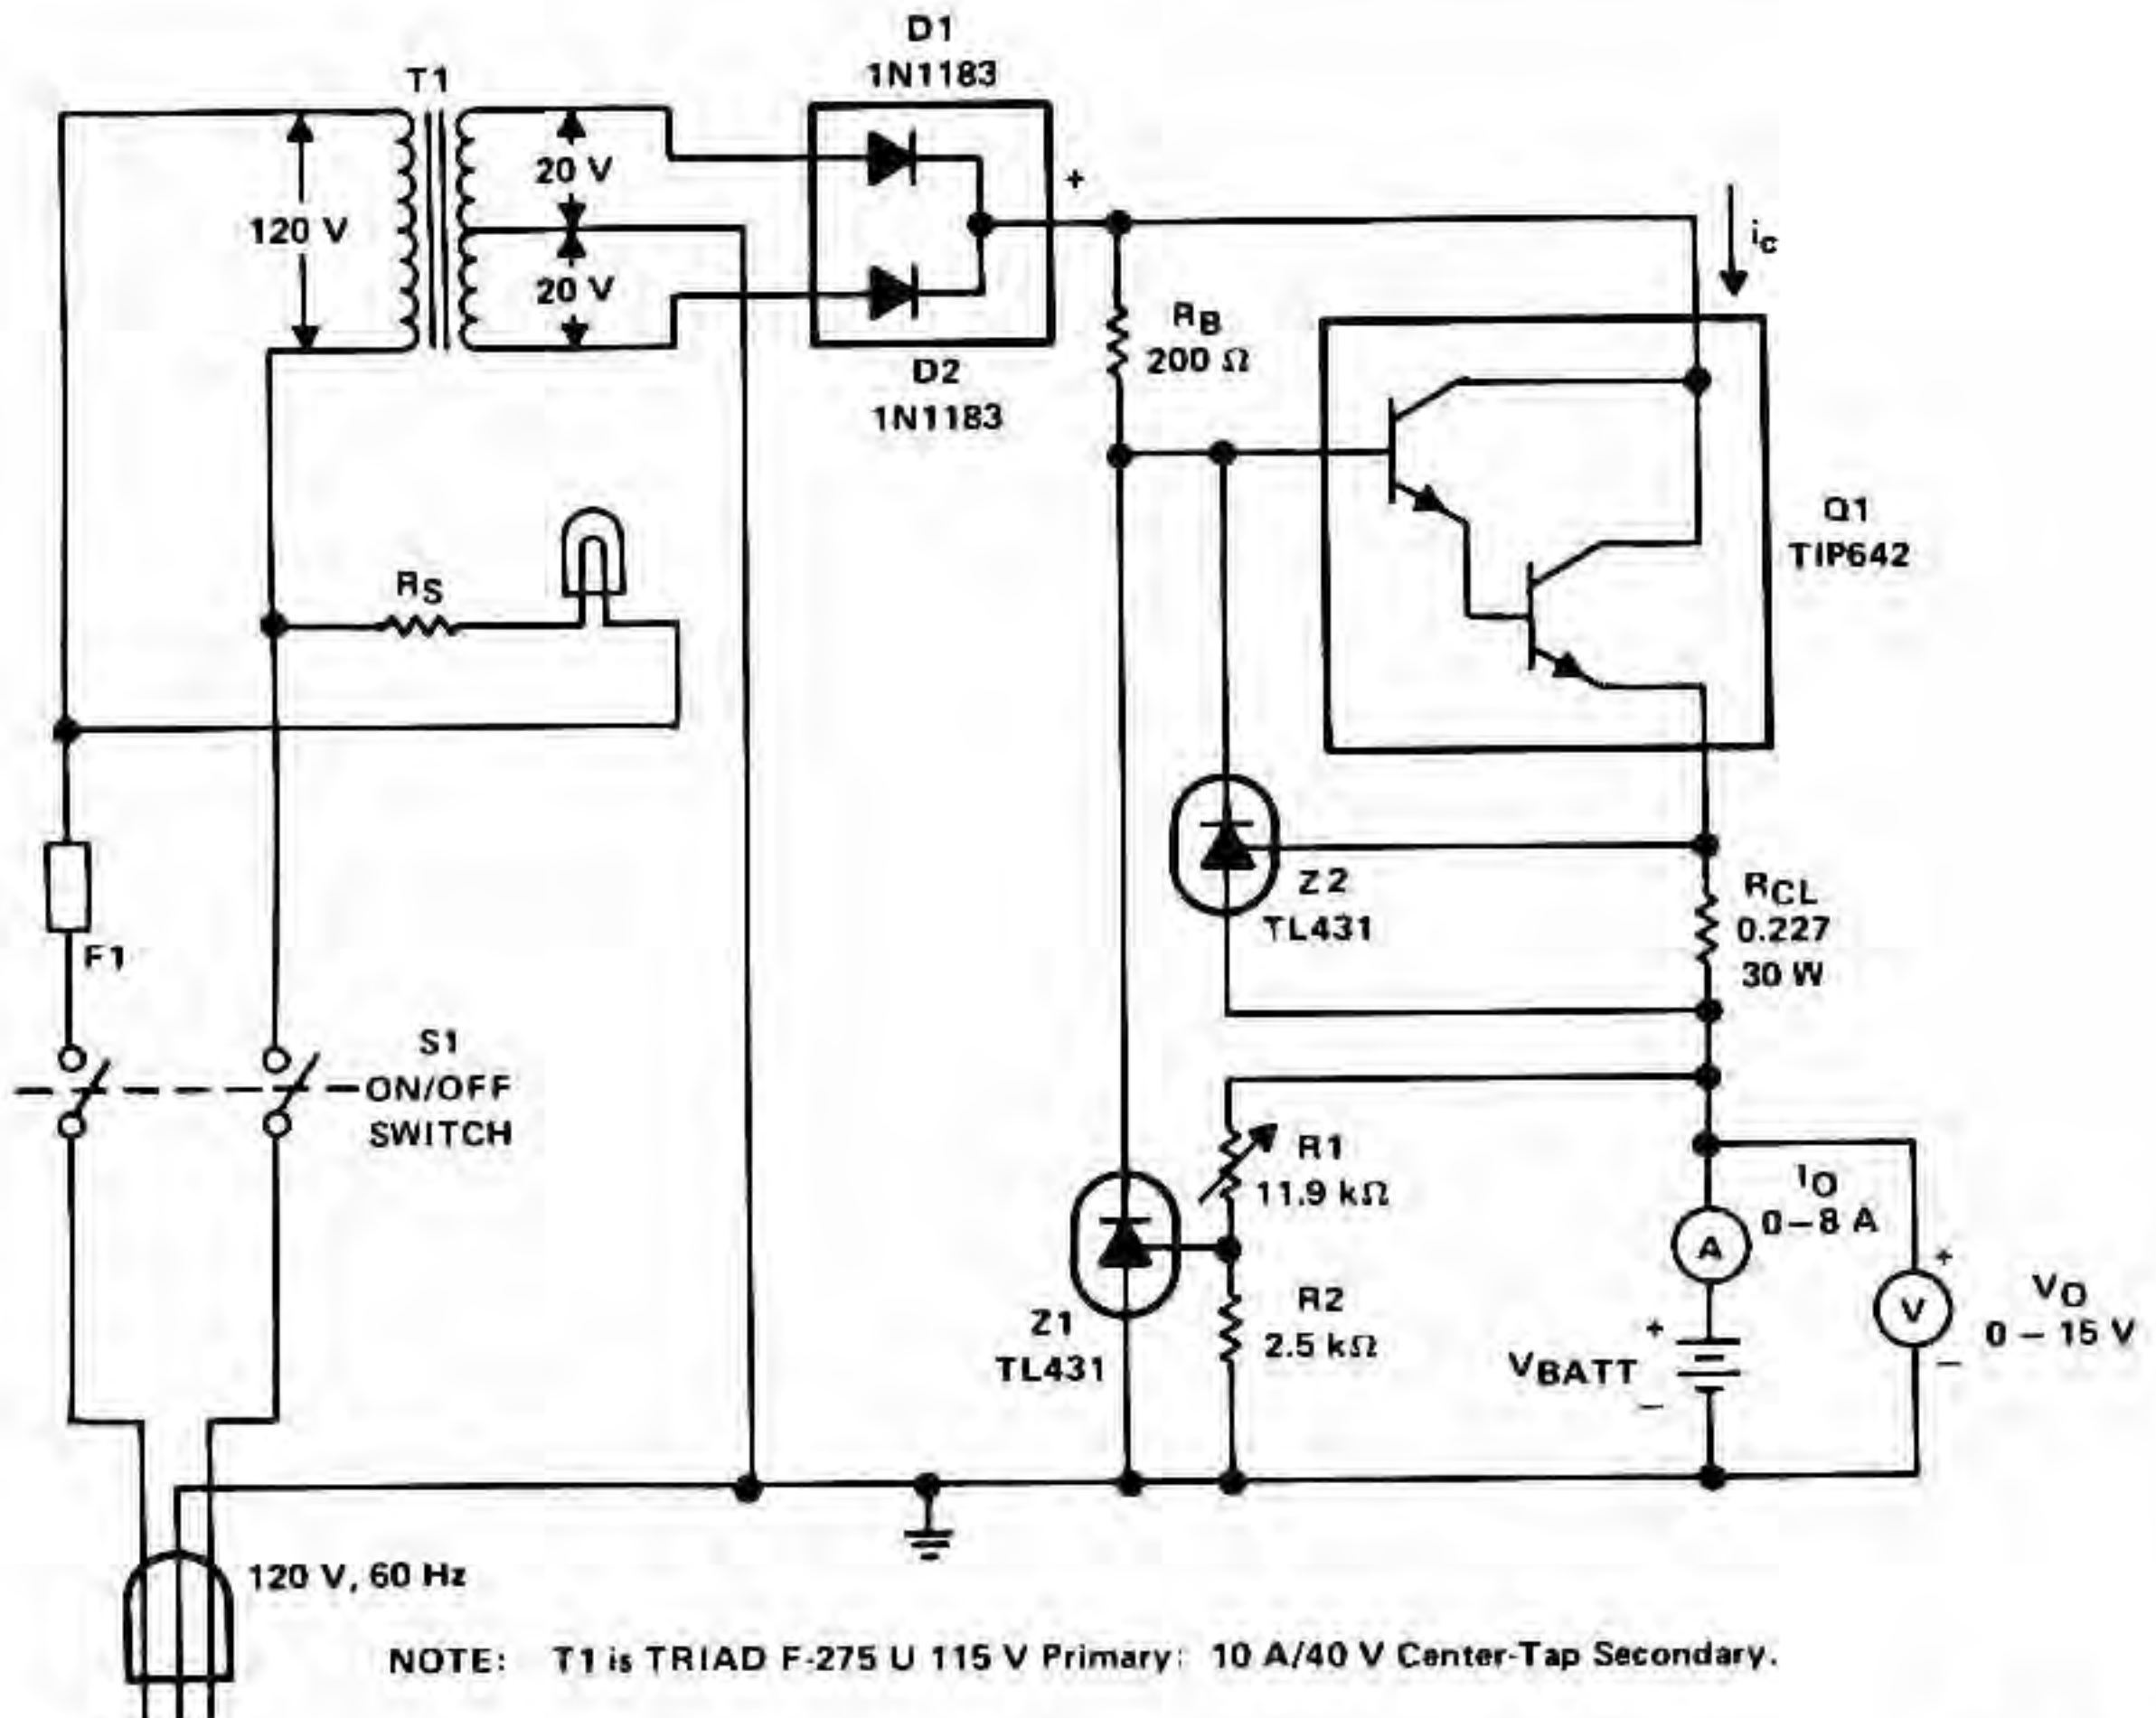 D1
1N1183
T1
20 V
120 V
20 V
+
ic
RB
200 Ω
D2
1N1183
Q1
TIP642
RS
Z2
TL431
RCL
0.227
30 W
F1
S1
ON/OFF
SWITCH
R1
11.9 kΩ
IO
0–8 A
A
+
VO
0 – 15 V
V
–
R2
2.5 kΩ
Z1
TL431
+
VBATT
–
120 V, 60 Hz
NOTE: T1 is TRIAD F-275 U 115 V Primary: 10 A/40 V Center-Tap Secondary.